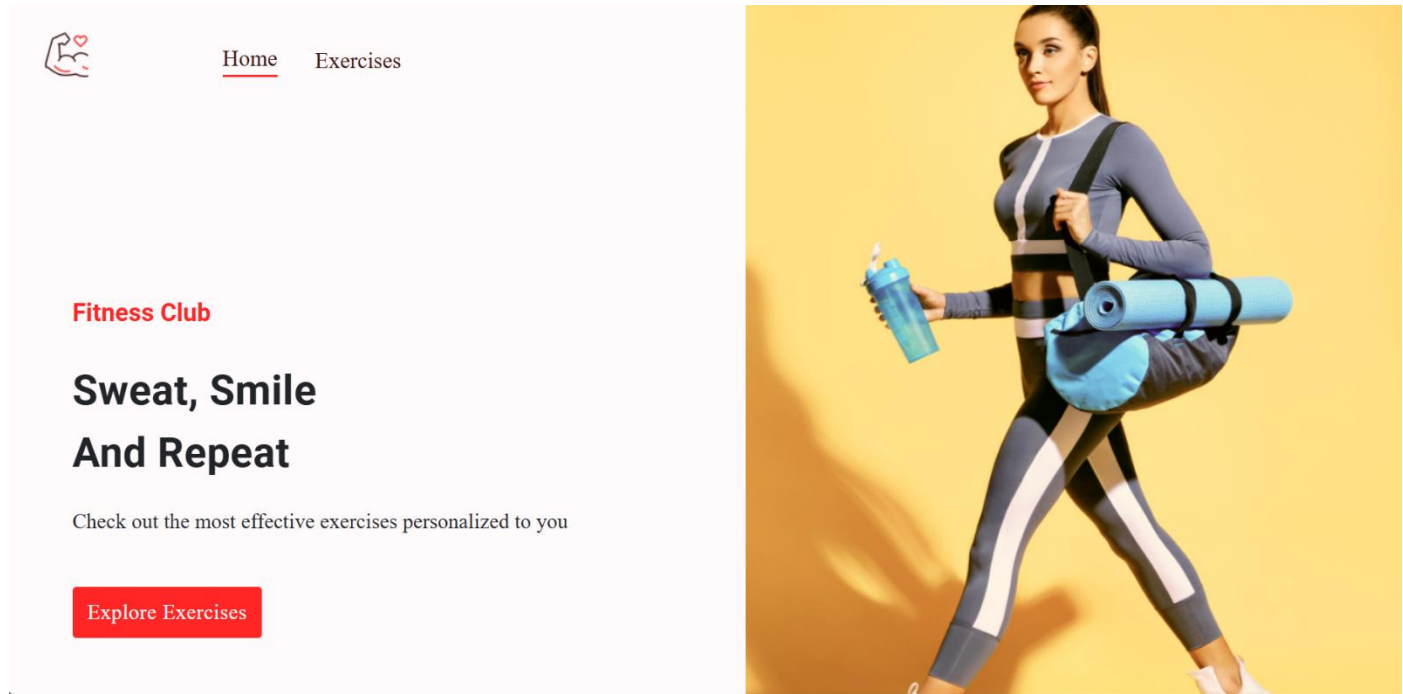 Home
Exercises
Fitness Club
Sweat, Smile
And Repeat
Check out the most effective exercises personalized to you
Explore Exercises